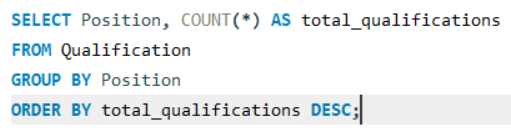 SELECT Position, COUNT(*) AS total_qualifications
FROM Qualification
GROUP BY Position
ORDER BY total_qualifications DESC;